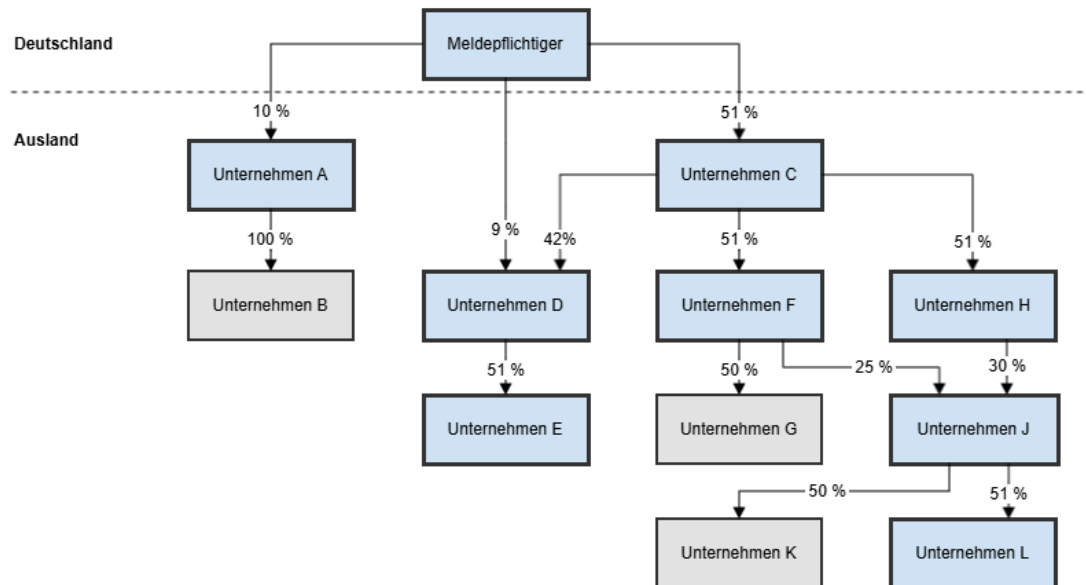 Deutschland
Meldepflichtiger
10 %
51 %
Ausland
Unternehmen A
Unternehmen C
100 %
9 %
42%
51 %
51 %
Unternehmen B
Unternehmen D
Unternehmen F
Unternehmen H
51 %
50 %
25 %
30 %
Unternehmen E
Unternehmen G
Unternehmen J
50 %
51 %
Unternehmen K
Unternehmen L